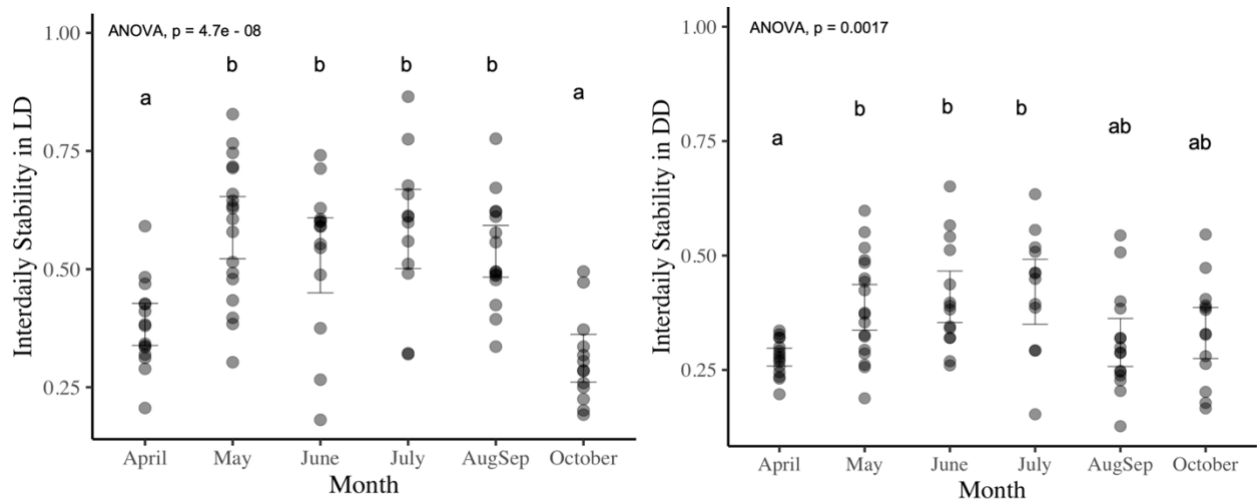 ANOVA, p = 4.7e - 08
1.00
0.75
0.50
0.25
Interdaily Stability in LD
a
b
b
b
b
a
April
May
June
July
AugSep
October
Month
ANOVA, p = 0.0017
1.00
0.75
0.50
0.25
Interdaily Stability in DD
a
b
b
b
ab
ab
April
May
June
July
AugSep
October
Month